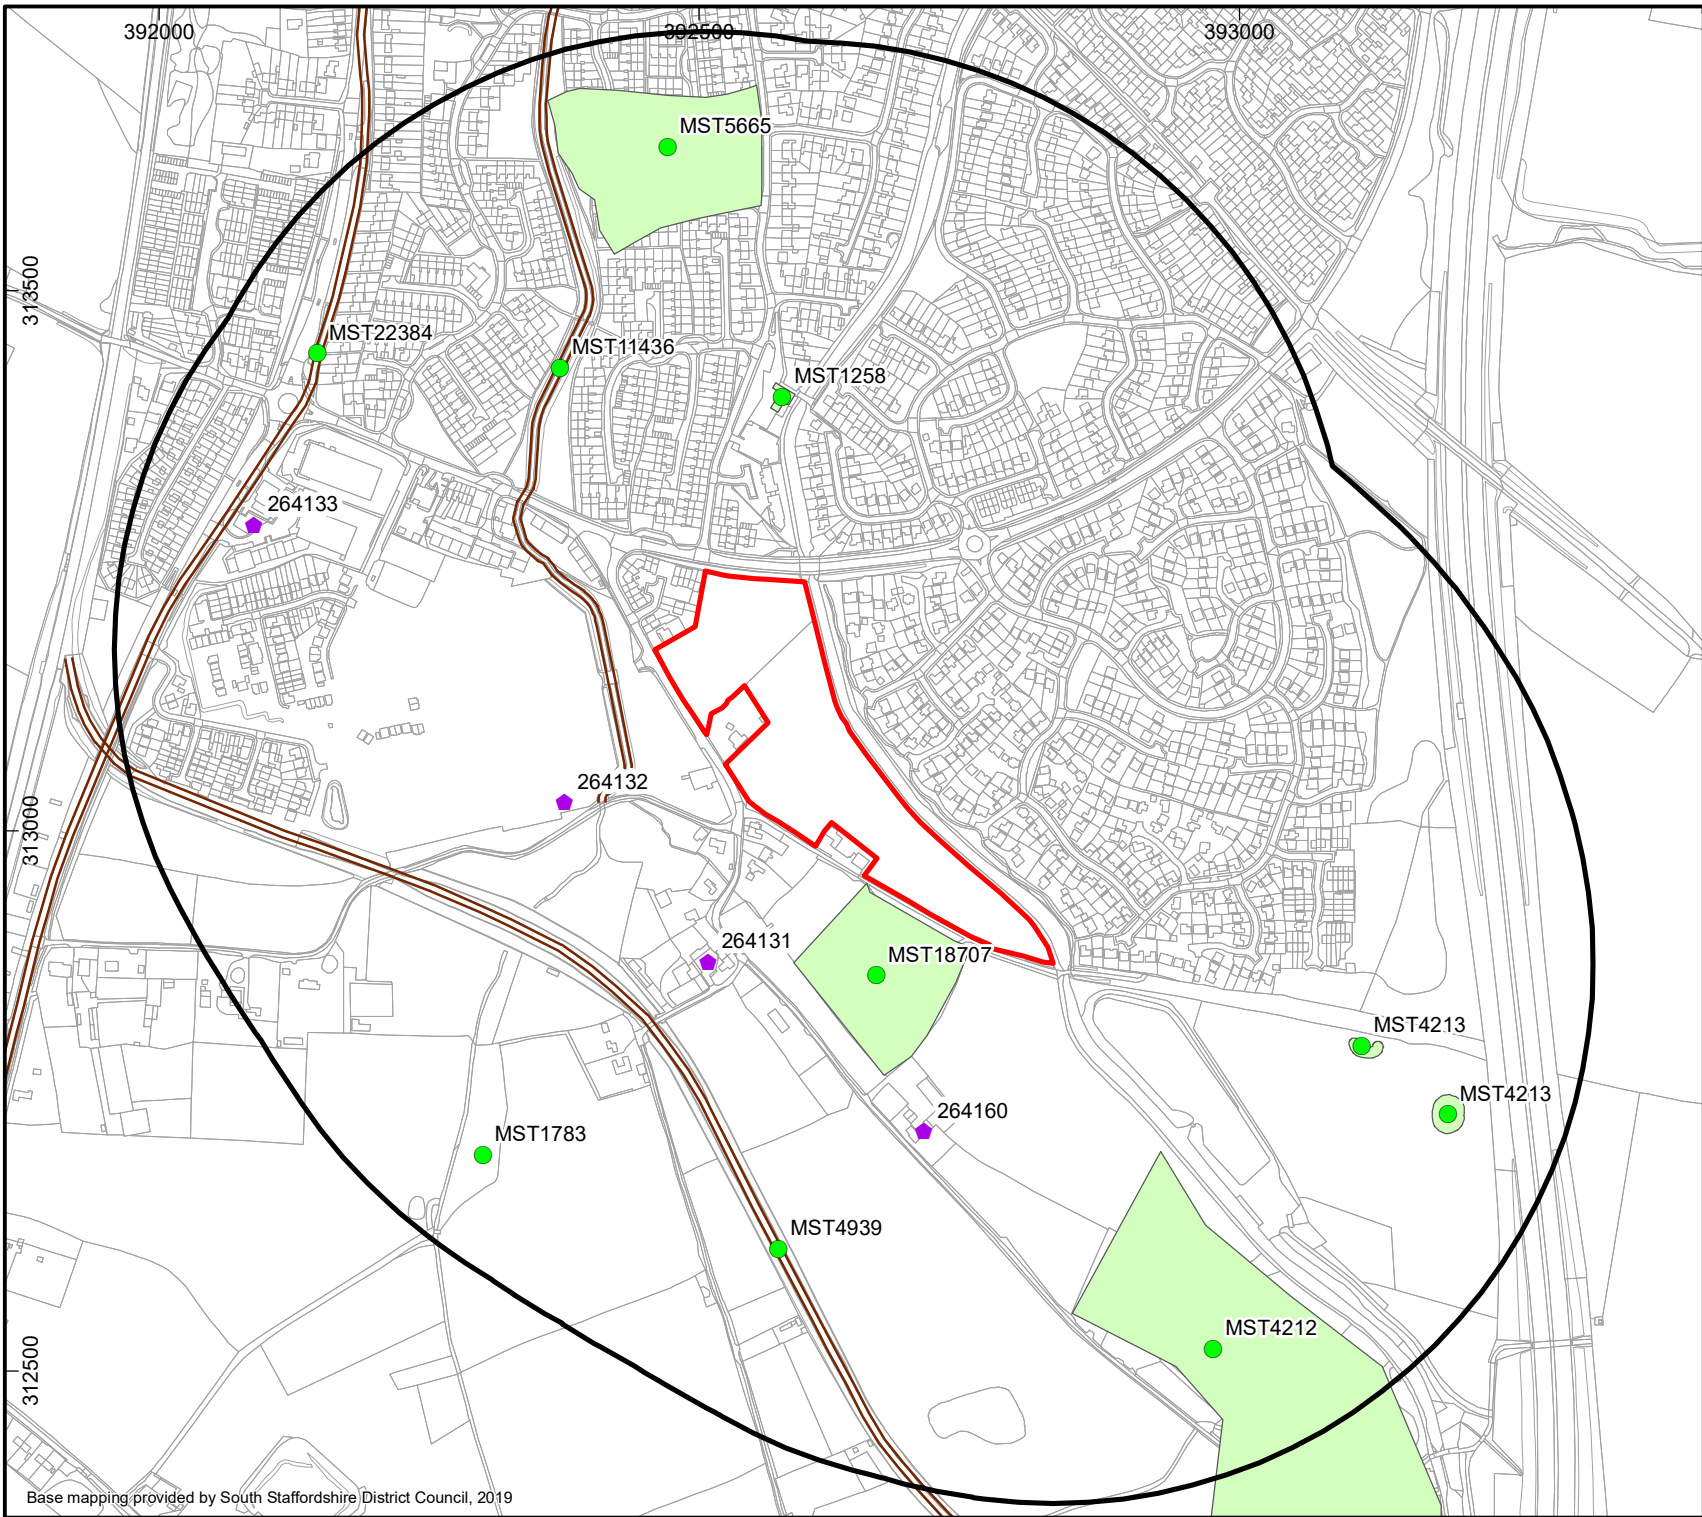 392000
392500
393000
MST5665
313500
MST22384
MST11436
MST1258
264133
264132
313000
264131
MST18707
MST4213
MST4213
264160
MST1783
MST4939
MST4212
312500
Base mapping provided by South Staffordshire District Council, 2019